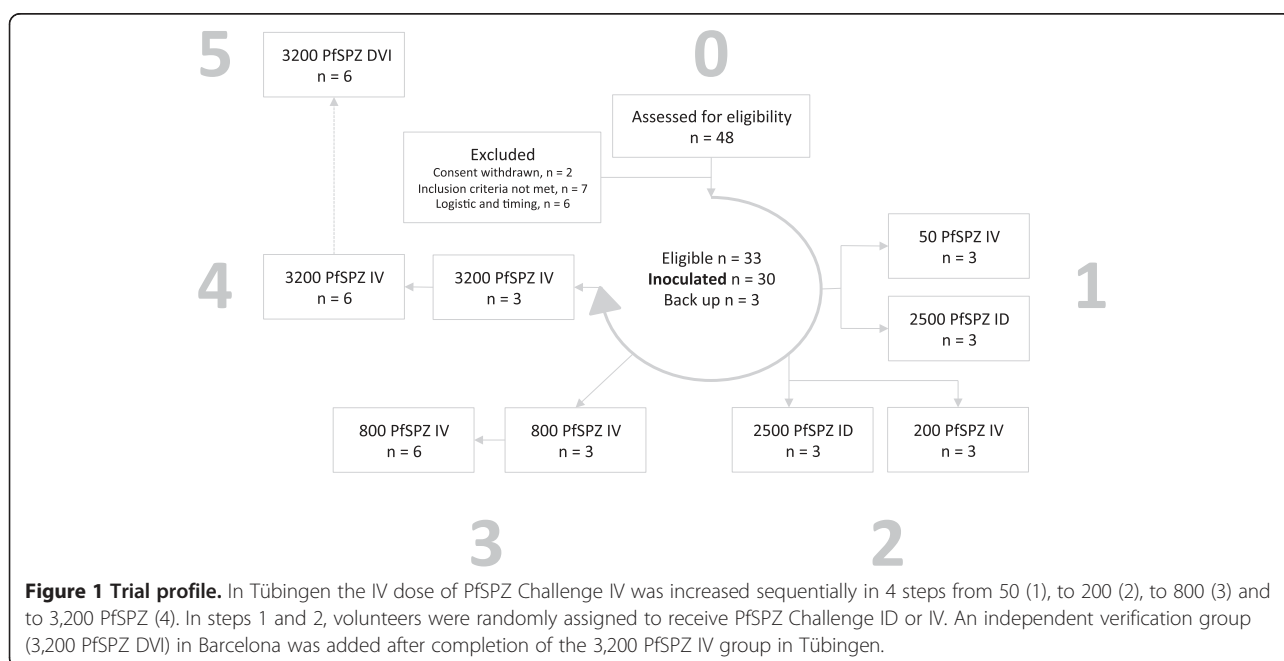 5
3200 PfSPZ DVI
n = 6
0
Assessed for eligibility
n = 48
Excluded
Consent withdrawn, n = 2
Inclusion criteria not met, n = 7
Logistic and timing, n = 6
Eligible n = 33
Inoculated n = 30
Back up n = 3
50 PfSPZ IV
n = 3
1
2500 PfSPZ ID
n = 3
4
3200 PfSPZ IV
n = 6
3200 PfSPZ IV
n = 3
800 PfSPZ IV
n = 6
800 PfSPZ IV
n = 3
2500 PfSPZ ID
n = 3
200 PfSPZ IV
n = 3
3
2
Figure 1 Trial profile. In Tübingen the IV dose of PfSPZ Challenge IV was increased sequentially in 4 steps from 50 (1), to 200 (2), to 800 (3) and
to 3,200 PfSPZ (4). In steps 1 and 2, volunteers were randomly assigned to receive PfSPZ Challenge ID or IV. An independent verification group
(3,200 PfSPZ DVI) in Barcelona was added after completion of the 3,200 PfSPZ IV group in Tübingen.